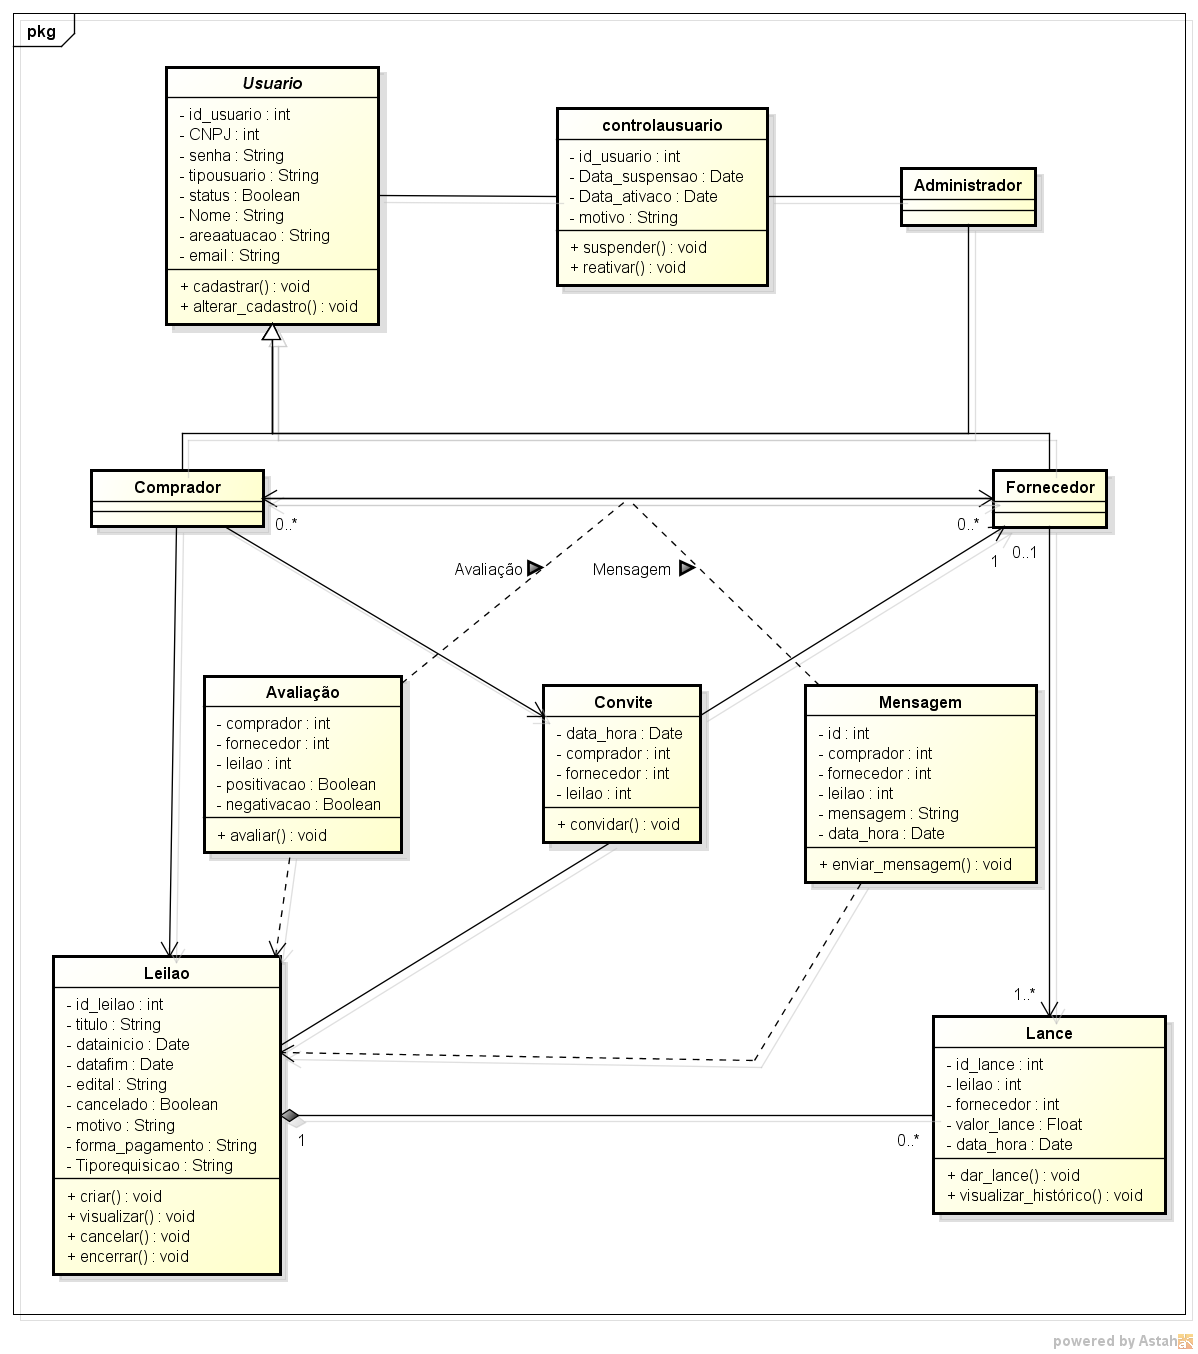 pkg
Usuario
- id_usuario : int
- CNPJ : int
- senha : String
- tipousuario : String
- status : Boolean
- Nome : String
- areaatuacao : String
- email : String
+ cadastrar() : void
+ alterar_cadastro() : void
controlausuario
- id_usuario : int
- Data_suspensao : Date
- Data_ativaco : Date
- motivo : String
+ suspender() : void
+ reativar() : void
Administrador
Comprador
Fornecedor
0..*
0..*
1
0..1
Avaliação
Mensagem
Avaliação
- comprador : int
- fornecedor : int
- leilao : int
- positivacao : Boolean
- negativacao : Boolean
+ avaliar() : void
Convite
- data_hora : Date
- comprador : int
- fornecedor : int
- leilao : int
+ convidar() : void
Mensagem
- id : int
- comprador : int
- fornecedor : int
- leilao : int
- mensagem : String
- data_hora : Date
+ enviar_mensagem() : void
Leilao
- id_leilao : int
- titulo : String
- datainicio : Date
- datafim : Date
- edital : String
- cancelado : Boolean
- motivo : String
- forma_pagamento : String
- Tiporequisicao : String
+ criar() : void
+ visualizar() : void
+ cancelar() : void
+ encerrar() : void
1..*
Lance
- id_lance : int
- leilao : int
- fornecedor : int
- valor_lance : Float
- data_hora : Date
+ dar_lance() : void
+ visualizar_histórico() : void
1
0..*
powered by Astah